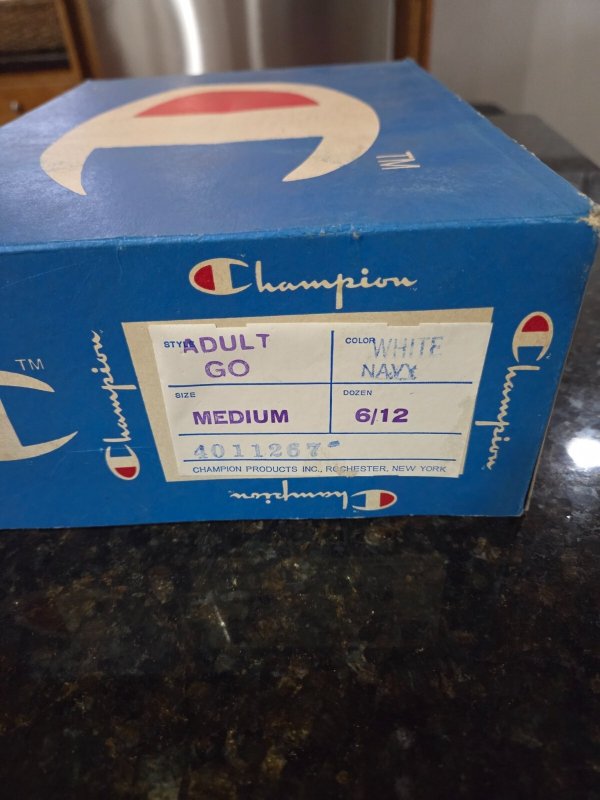 TM
Champion
STYLE ADULT GO
COLOR WHITE NAVY
SIZE MEDIUM
DOZEN 6/12
4011267
CHAMPION PRODUCTS INC., ROCHESTER, NEW YORK
TM
Champion
Champion
Champion